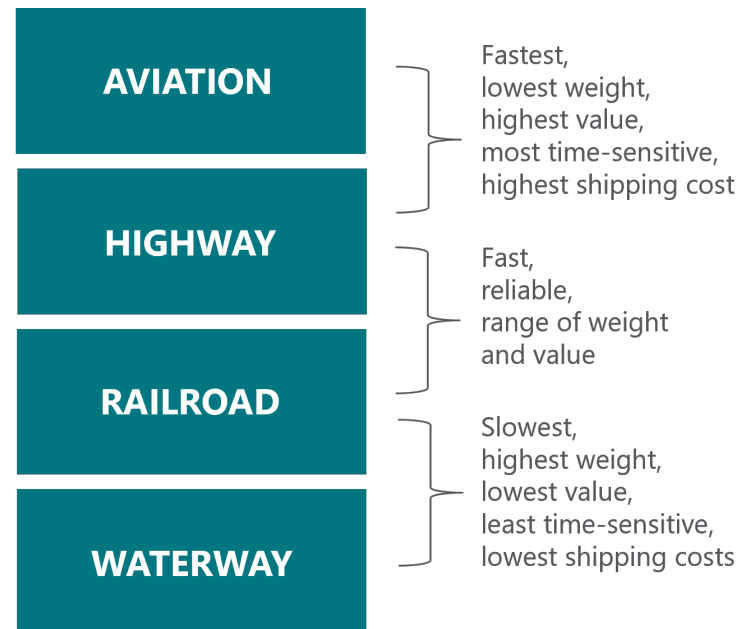 AVIATION
Fastest,
lowest weight,
highest value,
most time-sensitive,
highest shipping cost
HIGHWAY
Fast,
reliable,
range of weight
and value
RAILROAD
Slowest,
highest weight,
lowest value,
least time-sensitive,
lowest shipping costs
WATERWAY